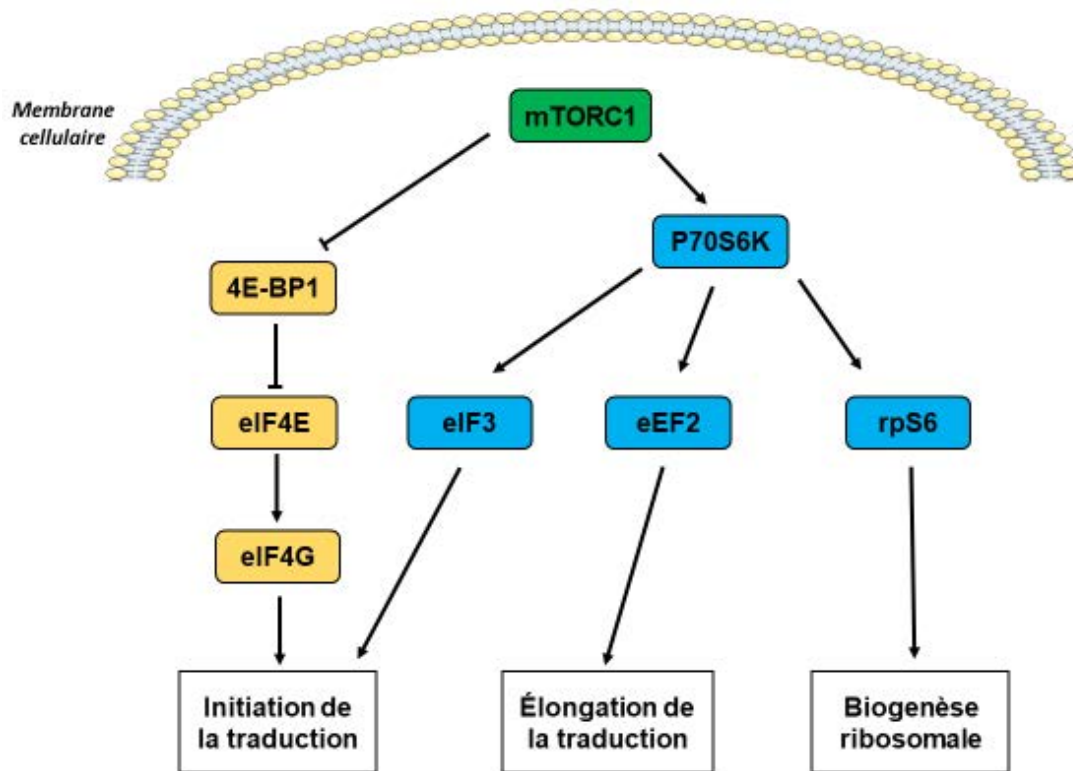 Membrane
cellulaire
mTORC1
P70S6K
4E-BP1
eIF4E
eIF3
eEF2
rpS6
eIF4G
Initiation de
la traduction
Élongation de
la traduction
Biogenèse
ribosomale